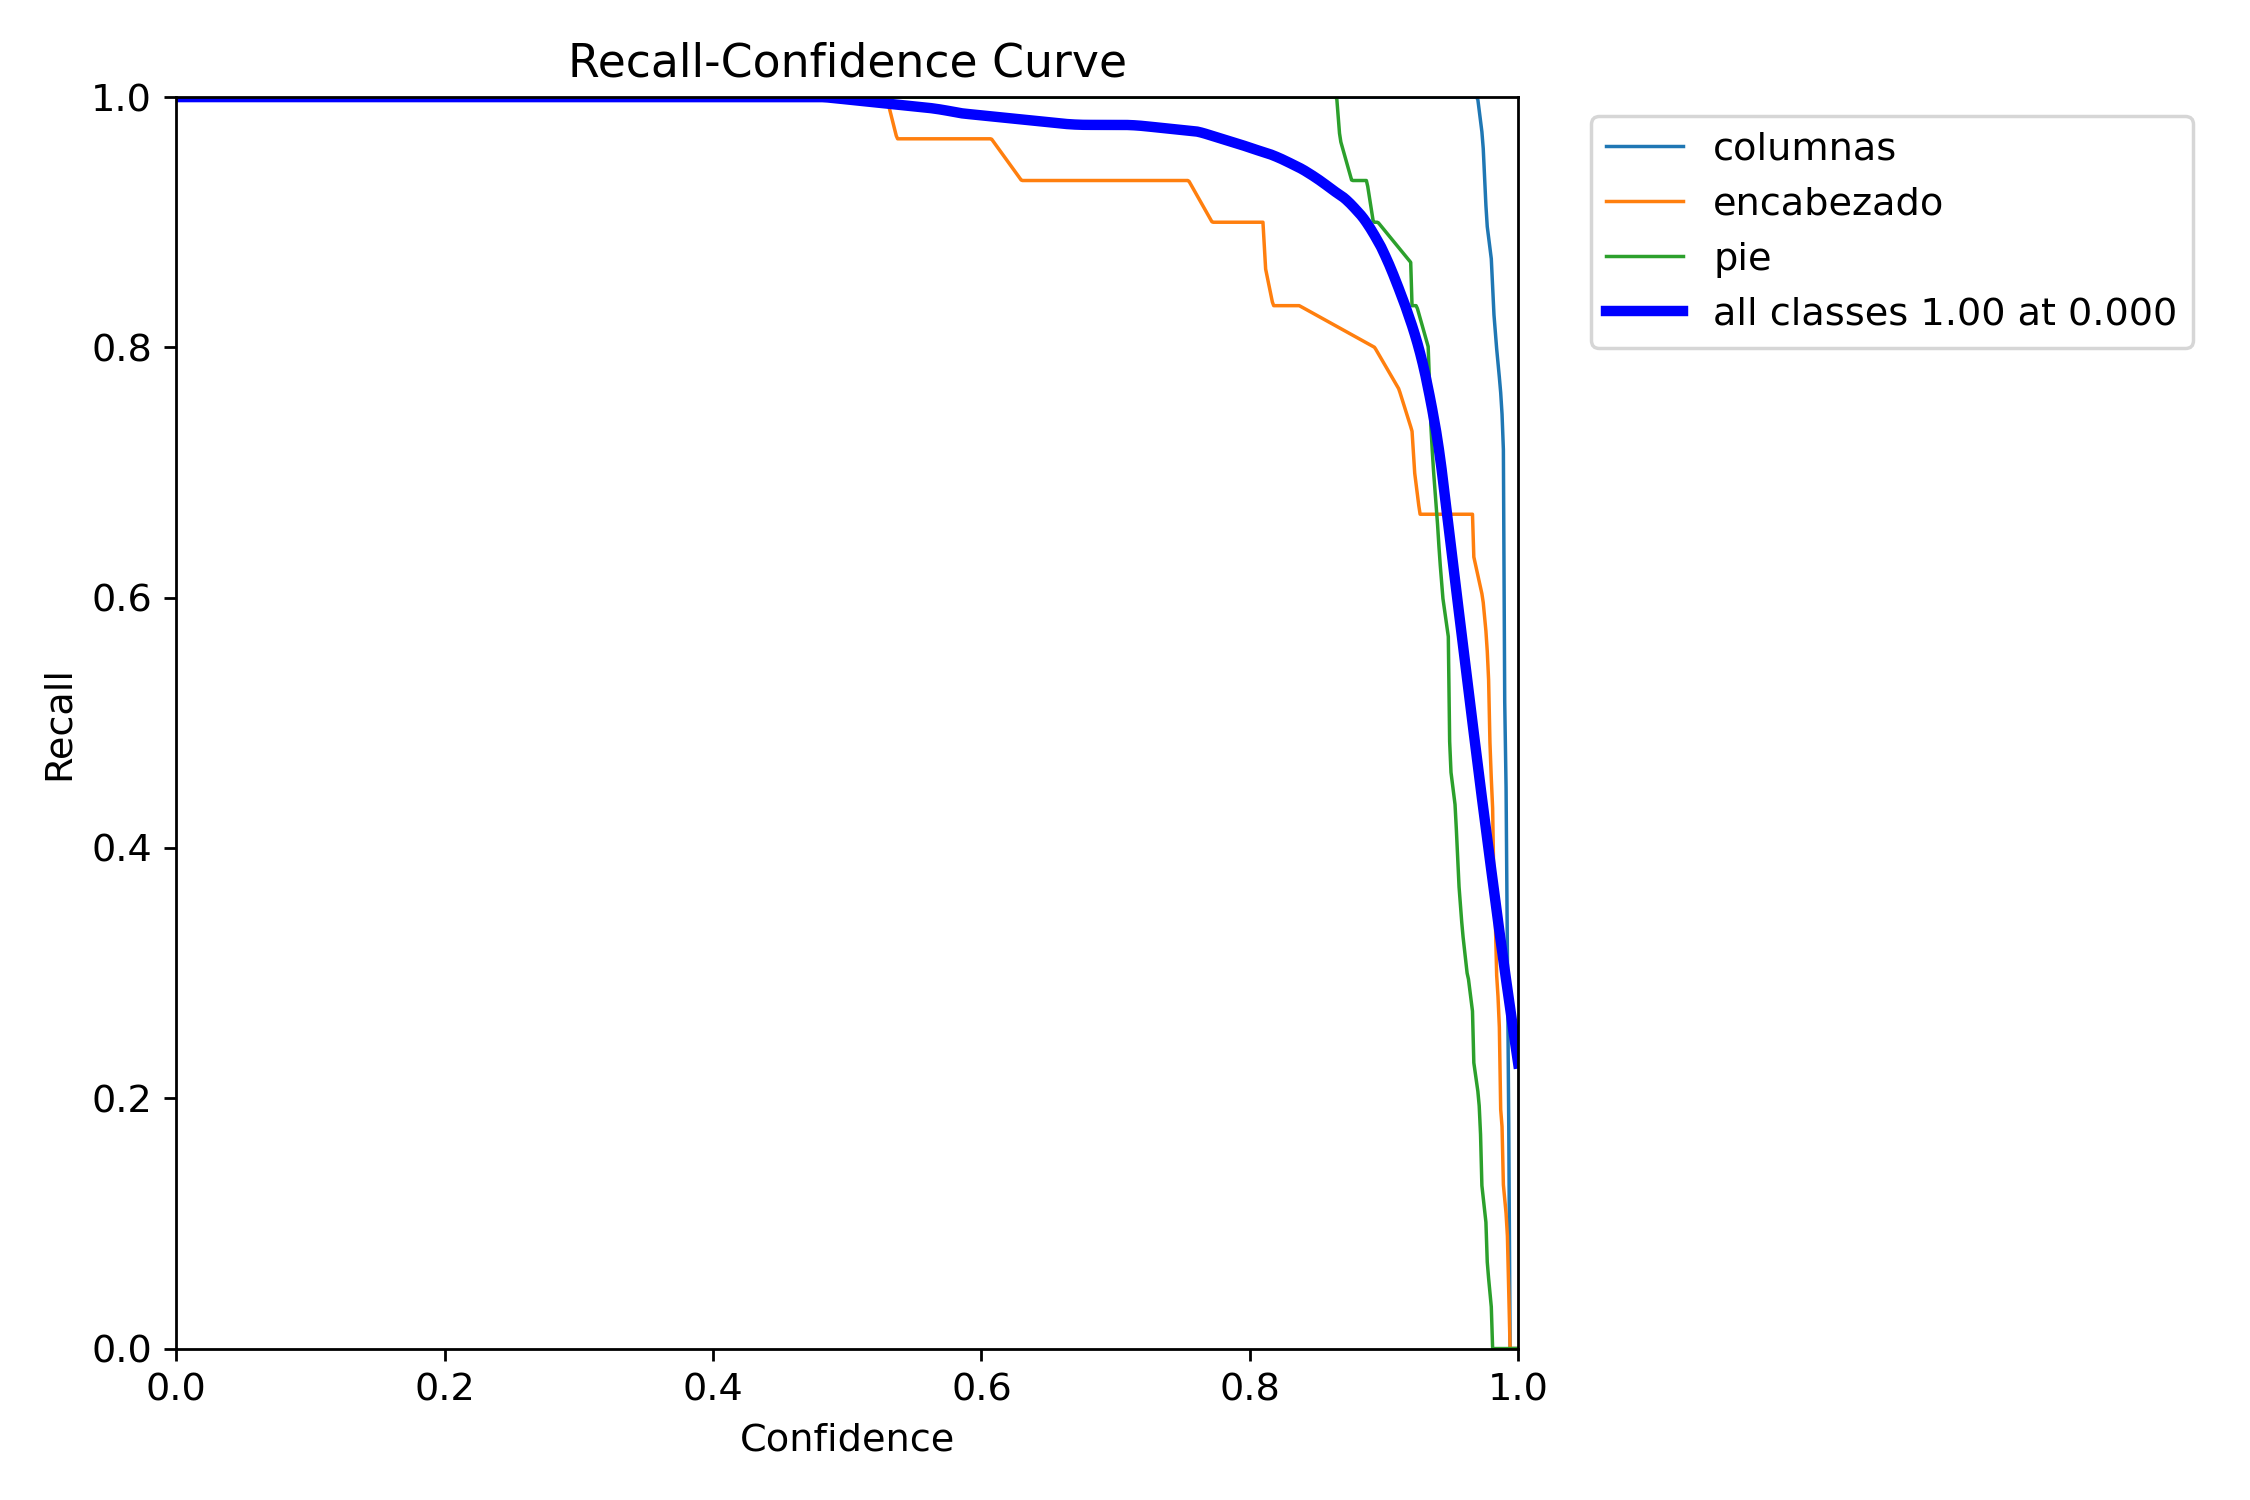 Recall-Confidence Curve
1.0
0.8
0.6
0.4
0.2
0.0
Recall
0.0 0.2 0.4 0.6 0.8 1.0
Confidence
columnas
encabezado
pie
all classes 1.00 at 0.000